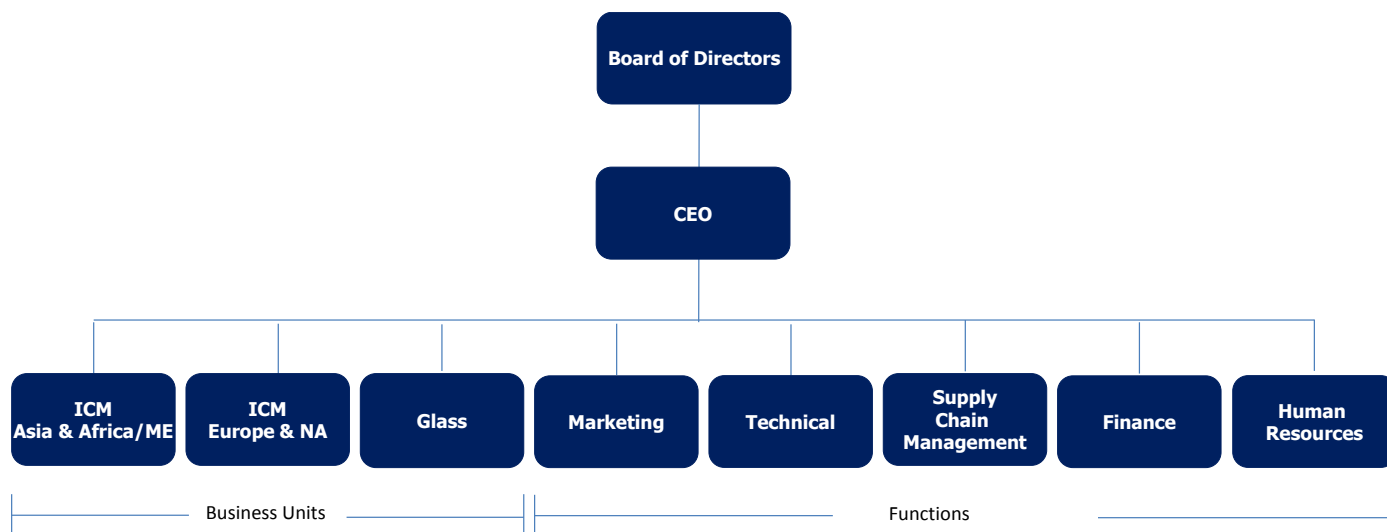 Board of Directors
CEO
ICM
Asia & Africa/ME
ICM
Europe & NA
Glass
Marketing
Technical
Supply
Chain
Management
Finance
Human
Resources
Business Units
Functions